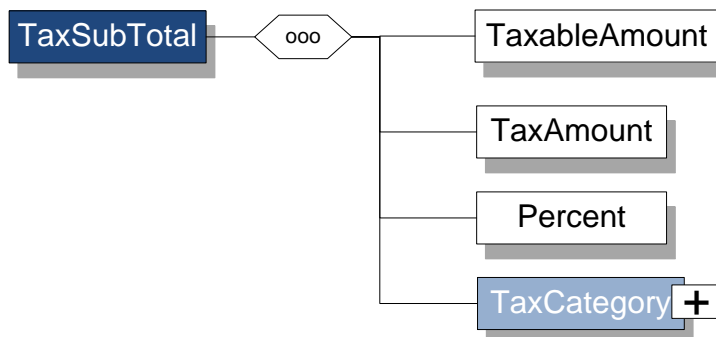 TaxSubTotal
ooo
TaxableAmount
TaxAmount
Percent
TaxCategory +